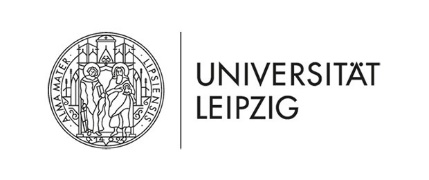 ALMA MATER · LIPSIENSIS ·
UNIVERSITÄT
LEIPZIG